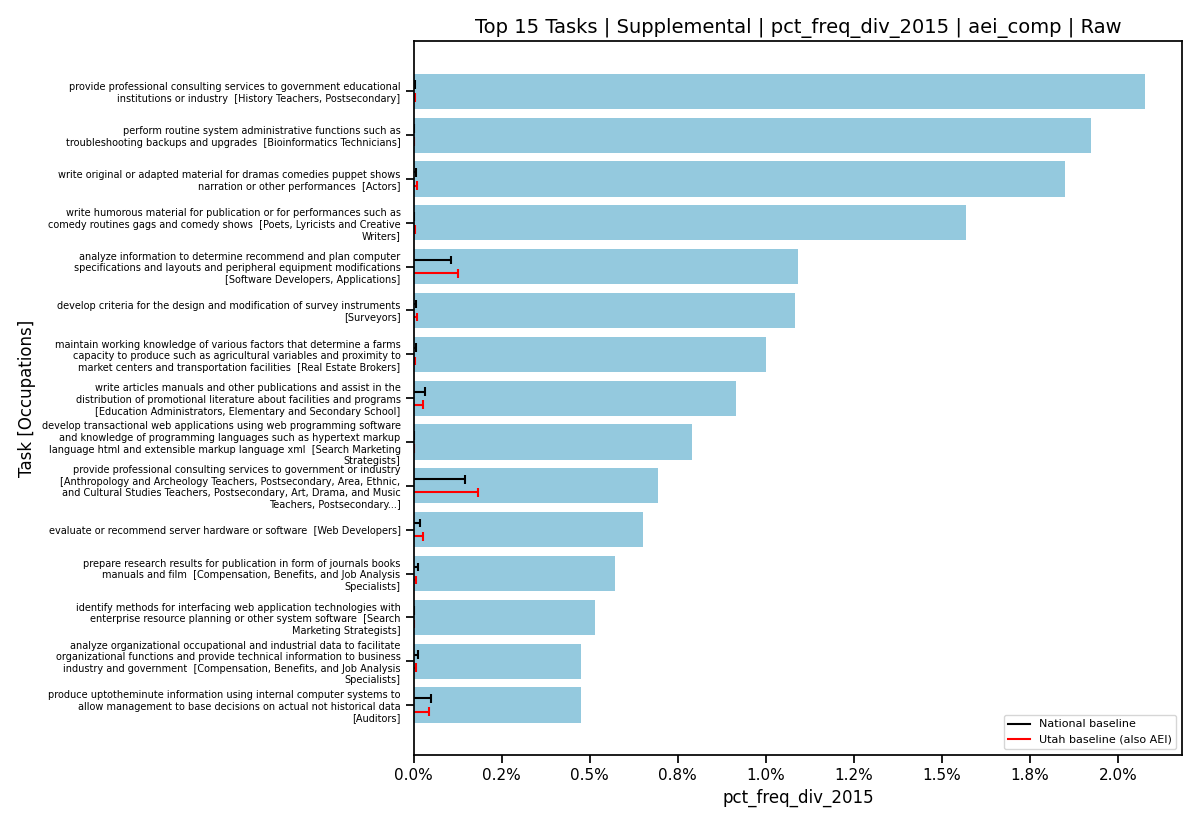 Top 15 Tasks | Supplemental | pct_freq_div_2015 | aei_comp | Raw
provide professional consulting services to government educational
institutions or industry  [History Teachers, Postsecondary]
perform routine system administrative functions such as
troubleshooting backups and upgrades  [Bioinformatics Technicians]
write original or adapted material for dramas comedies puppet shows
narration or other performances  [Actors]
write humorous material for publication or for performances such as
comedy routines gags and comedy shows  [Poets, Lyricists and Creative
Writers]
analyze information to determine recommend and plan computer
specifications and layouts and peripheral equipment modifications
[Software Developers, Applications]
develop criteria for the design and modification of survey instruments
[Surveyors]
maintain working knowledge of various factors that determine a farms
capacity to produce such as agricultural variables and proximity to
market centers and transportation facilities  [Real Estate Brokers]
write articles manuals and other publications and assist in the
distribution of promotional literature about facilities and programs
[Education Administrators, Elementary and Secondary School]
develop transactional web applications using web programming software
and knowledge of programming languages such as hypertext markup
language html and extensible markup language xml  [Search Marketing
Strategists]
provide professional consulting services to government or industry
[Anthropology and Archeology Teachers, Postsecondary, Area, Ethnic,
and Cultural Studies Teachers, Postsecondary, Art, Drama, and Music
Teachers, Postsecondary...]
evaluate or recommend server hardware or software  [Web Developers]
prepare research results for publication in form of journals books
manuals and film  [Compensation, Benefits, and Job Analysis
Specialists]
identify methods for interfacing web application technologies with
enterprise resource planning or other system software  [Search
Marketing Strategists]
analyze organizational occupational and industrial data to facilitate
organizational functions and provide technical information to business
industry and government  [Compensation, Benefits, and Job Analysis
Specialists]
produce uptotheminute information using internal computer systems to
allow management to base decisions on actual not historical data
[Auditors]
Task [Occupations]
National baseline
Utah baseline (also AEI)
0.0% 0.2% 0.5% 0.8% 1.0% 1.2% 1.5% 1.8% 2.0%
pct_freq_div_2015